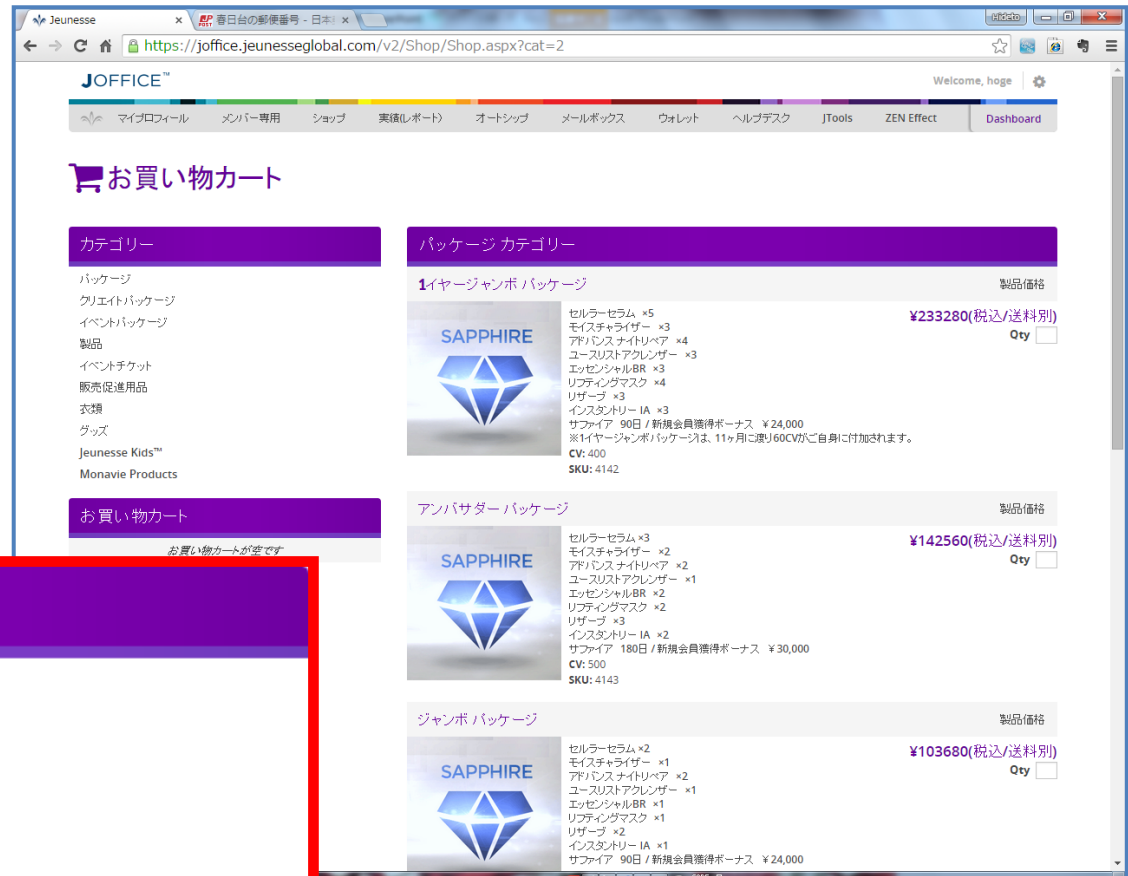 Jeunesse
春日台の郵便番号 - 日本
Hideto
https://joffice.jeunesseglobal.com/v2/Shop/Shop.aspx?cat=2
JOFFICE™
Welcome, hoge
マイプロフィール メンバー専用 ショップ 実績(レポート) オートシップ メールボックス ウォレット ヘルプデスク JTools ZEN Effect Dashboard
お買い物カート
カテゴリー
パッケージ
クリエイトパッケージ
イベントパッケージ
製品
イベントチケット
販売促進用品
衣類
グッズ
Jeunesse Kids™
Monavie Products
お買い物カート
お買い物カートが空です
パッケージ カテゴリー
1イヤージャンボ パッケージ 製品価格
SAPPHIRE
セルラーセラム ×5
モイスチャライザー ×3
アドバンス ナイトリペア ×4
ユースリストアクレンザー ×3
エッセンシャルBR ×3
リフティングマスク ×4
リザーブ ×3
インスタントリー IA ×3
サファイア 90日 / 新規会員獲得ボーナス ¥24,000
※1イヤージャンボパッケージは、11ヶ月に渡り60CVがご自身に付加されます。
CV: 400
SKU: 4142
¥233280(税込/送料別)
Qty
アンバサダー パッケージ 製品価格
SAPPHIRE
セルラーセラム ×3
モイスチャライザー ×2
アドバンス ナイトリペア ×2
ユースリストアクレンザー ×1
エッセンシャルBR ×2
リフティングマスク ×2
リザーブ ×3
インスタントリー IA ×2
サファイア 180日 / 新規会員獲得ボーナス ¥30,000
CV: 500
SKU: 4143
¥142560(税込/送料別)
Qty
ジャンボ パッケージ 製品価格
SAPPHIRE
セルラーセラム ×2
モイスチャライザー ×1
アドバンス ナイトリペア ×2
ユースリストアクレンザー ×1
エッセンシャルBR ×1
リフティングマスク ×1
リザーブ ×2
インスタントリー IA ×1
サファイア 90日 / 新規会員獲得ボーナス ¥24,000
¥103680(税込/送料別)
Qty